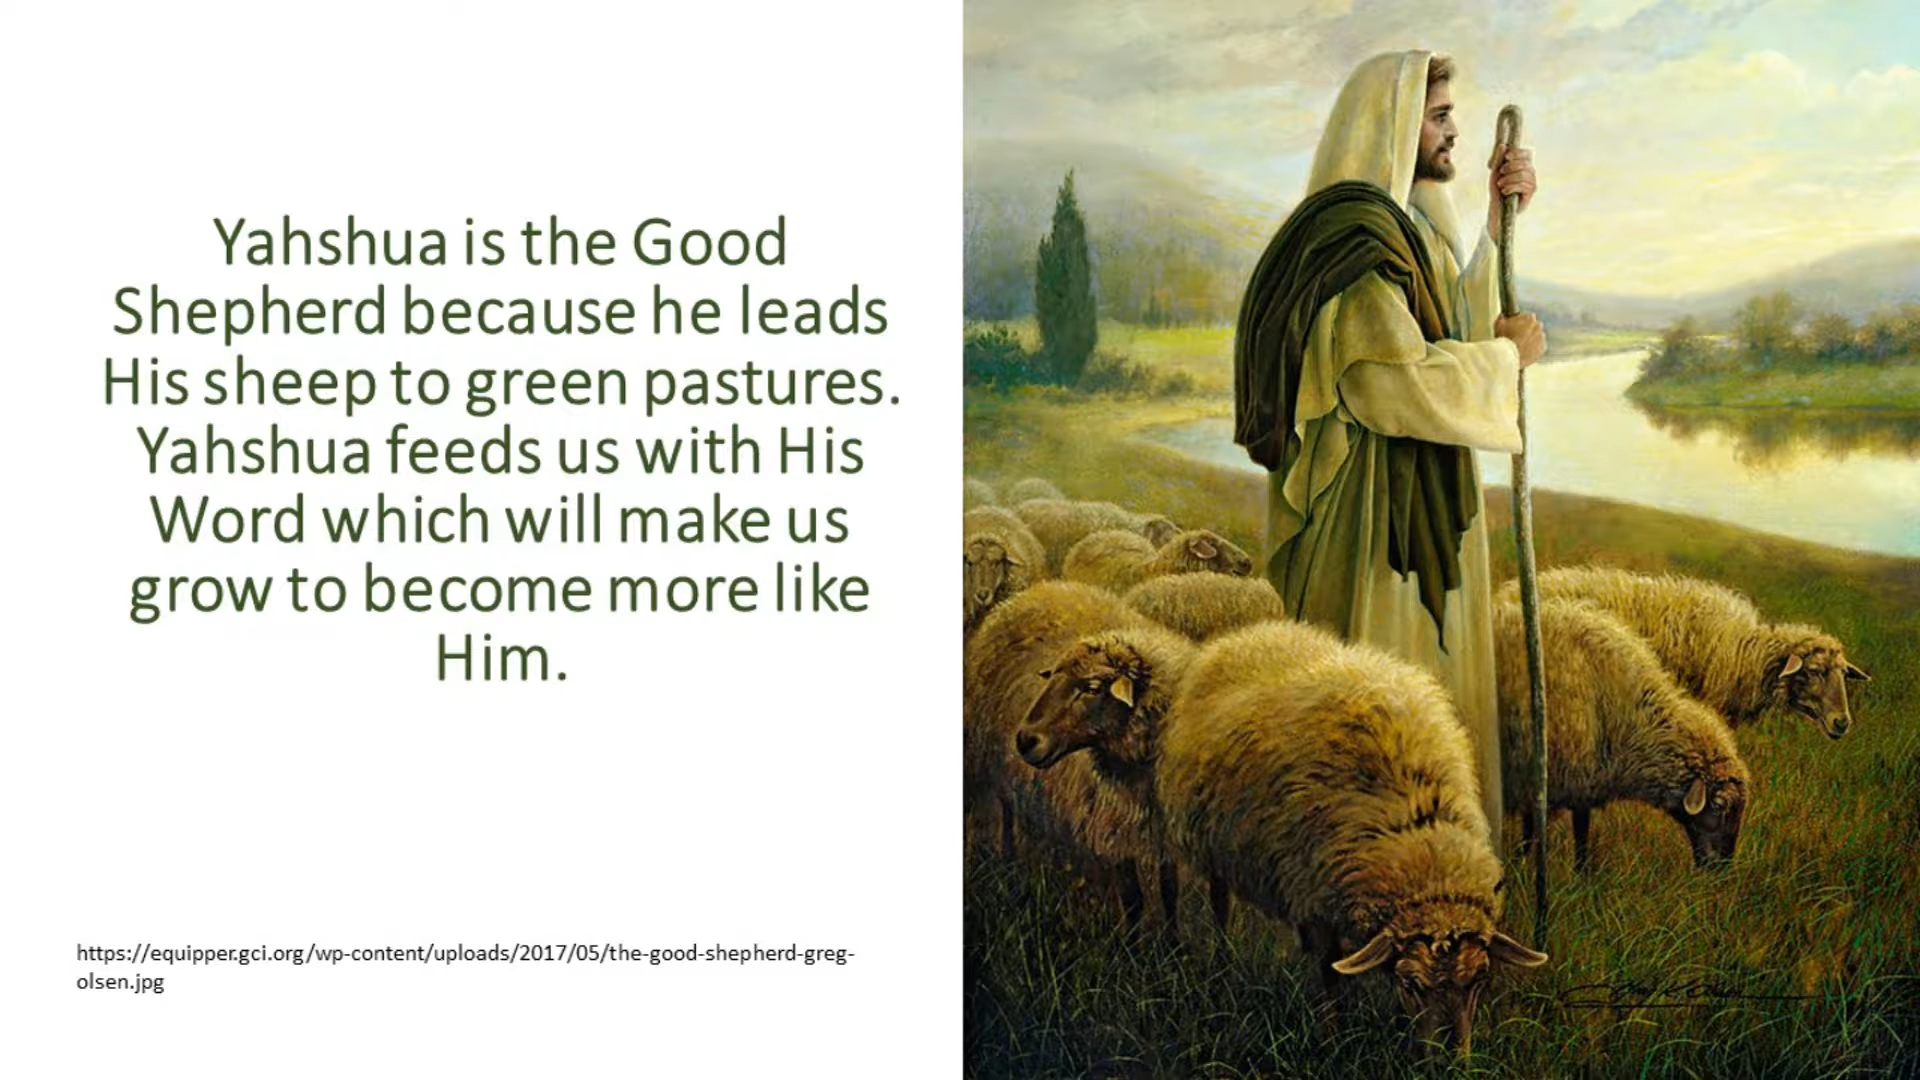 Yahshua is the Good
Shepherd because he leads
His sheep to green pastures.
Yahshua feeds us with His
Word which will make us
grow to become more like
Him.
https://equipper.gci.org/wp-content/uploads/2017/05/the-good-shepherd-greg-
olsen.jpg